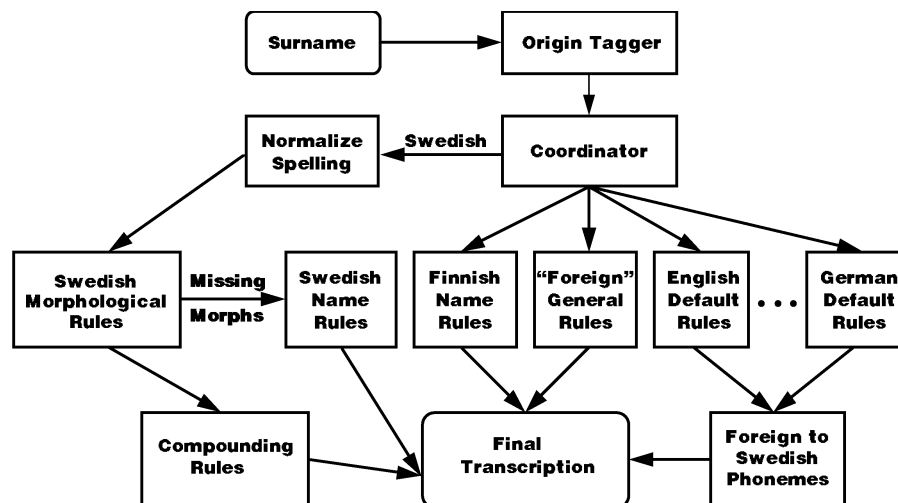 Surname
Origin Tagger
Normalize
Spelling
Swedish
Coordinator
Swedish
Morphological
Rules
Missing
Morphs
Swedish
Name
Rules
Finnish
Name
Rules
“Foreign”
General
Rules
English
Default
Rules
German
Default
Rules
Compounding
Rules
Final
Transcription
Foreign to
Swedish
Phonemes